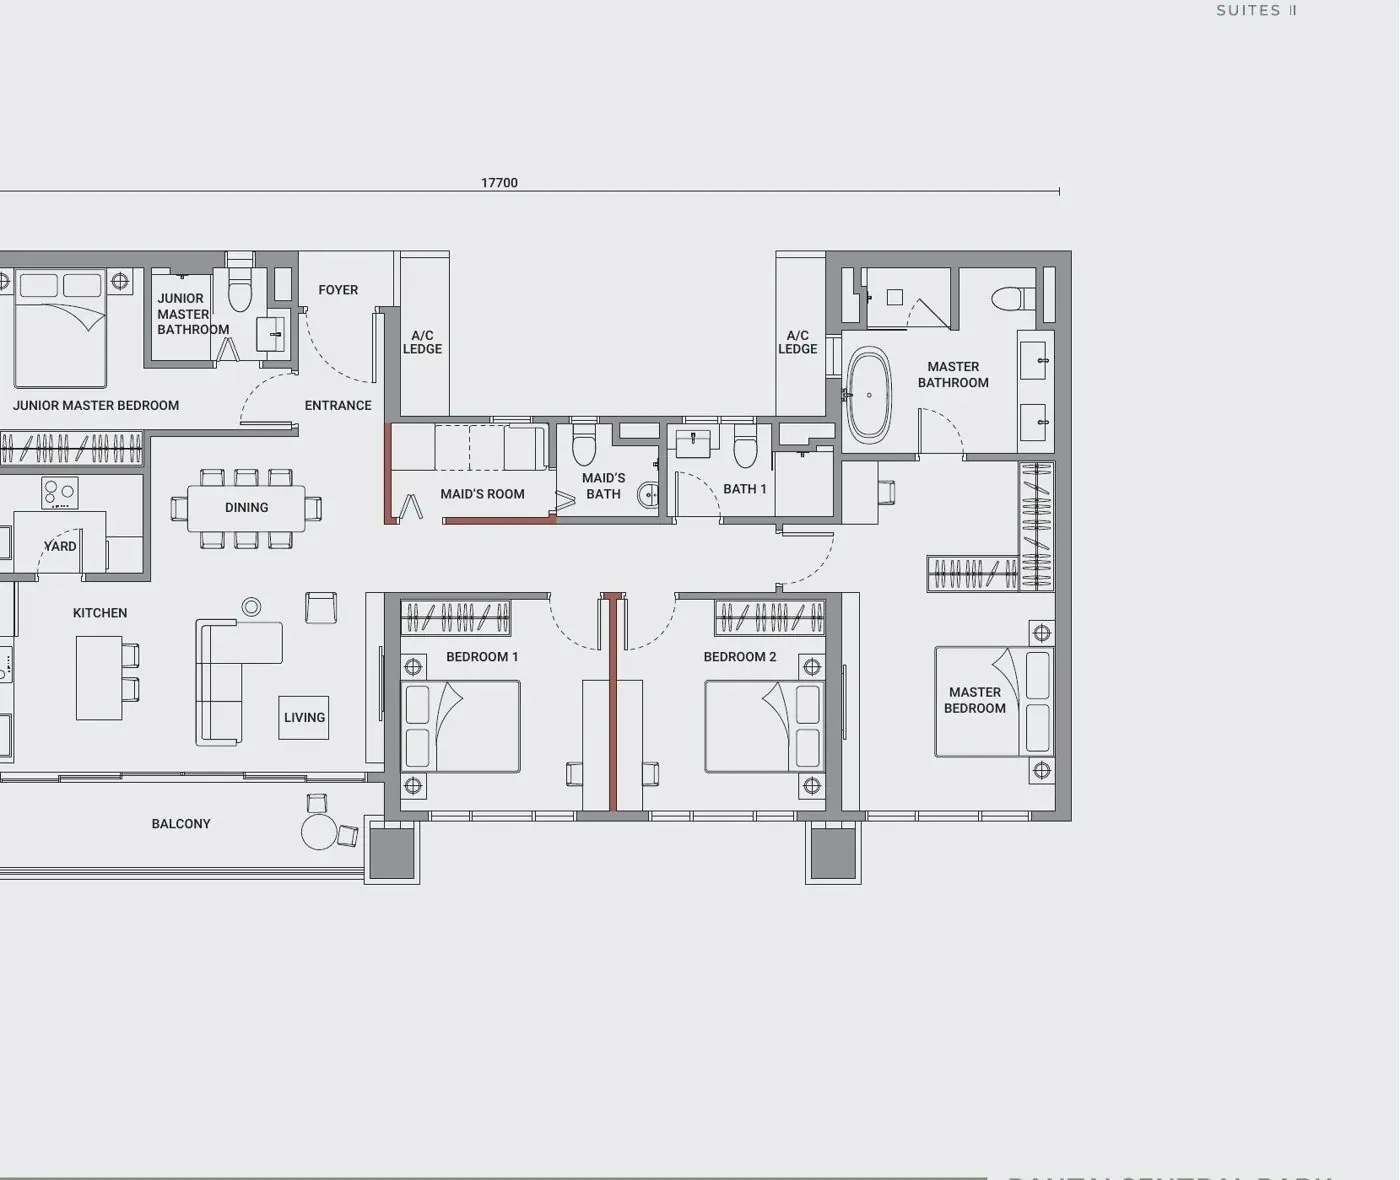 SUITES II
17700
FOYER
JUNIOR
MASTER
BATHROOM
A/C
LEDGE
A/C
LEDGE
MASTER
BATHROOM
JUNIOR MASTER BEDROOM
ENTRANCE
MAID'S ROOM
MAID'S
BATH
BATH 1
DINING
YARD
KITCHEN
BEDROOM 1
BEDROOM 2
LIVING
MASTER
BEDROOM
BALCONY